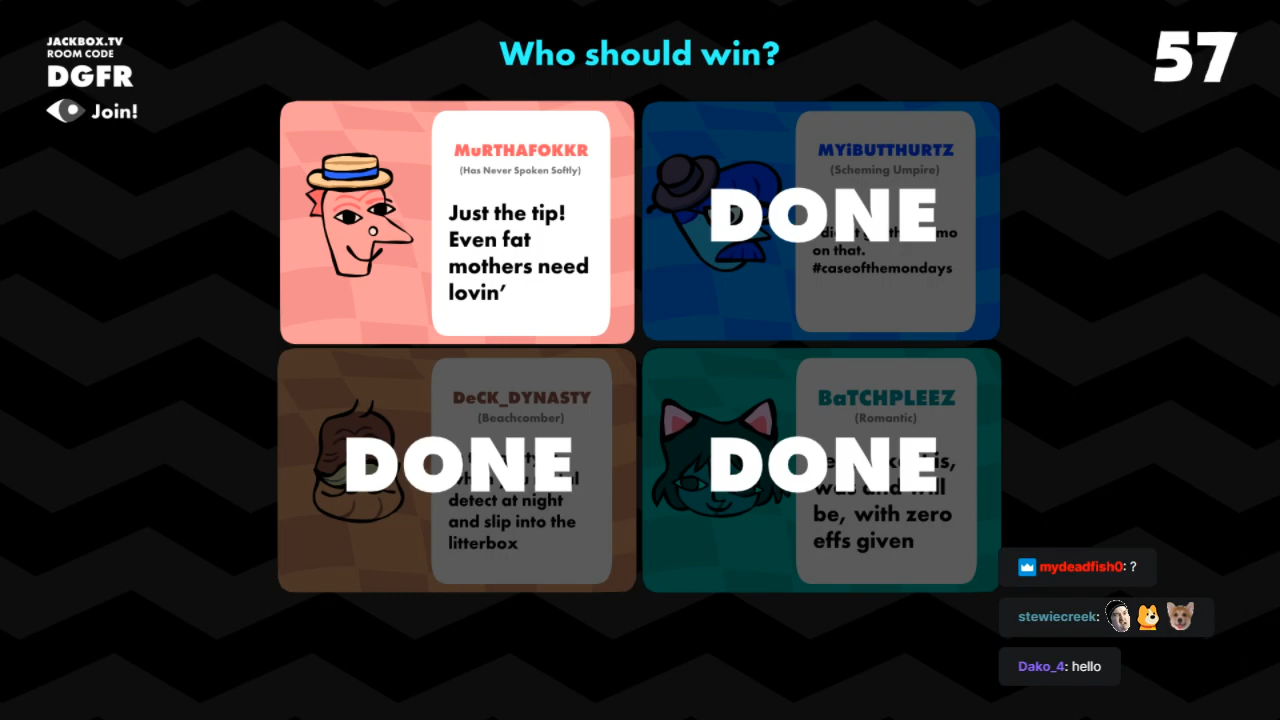 JACKBOX.TV
ROOM CODE
DGFR
Join!
Who should win?
57
MuRTHAFOKKR
(Has Never Spoken Softly)
Just the tip!
Even fat
mothers need
lovin'
MYiBUTTHURTZ
(Scheming Umpire)
DONE
on that.
#caseofthemondays
DeCK_DYNASTY
(Beachcomber)
DONE
detect at night
and slip into the
litterbox
BaTCHPLEEZ
(Romantic)
DONE
be, with zero
effs given
mydeadfish0: ?
stewiecreek:
Dako_4: hello